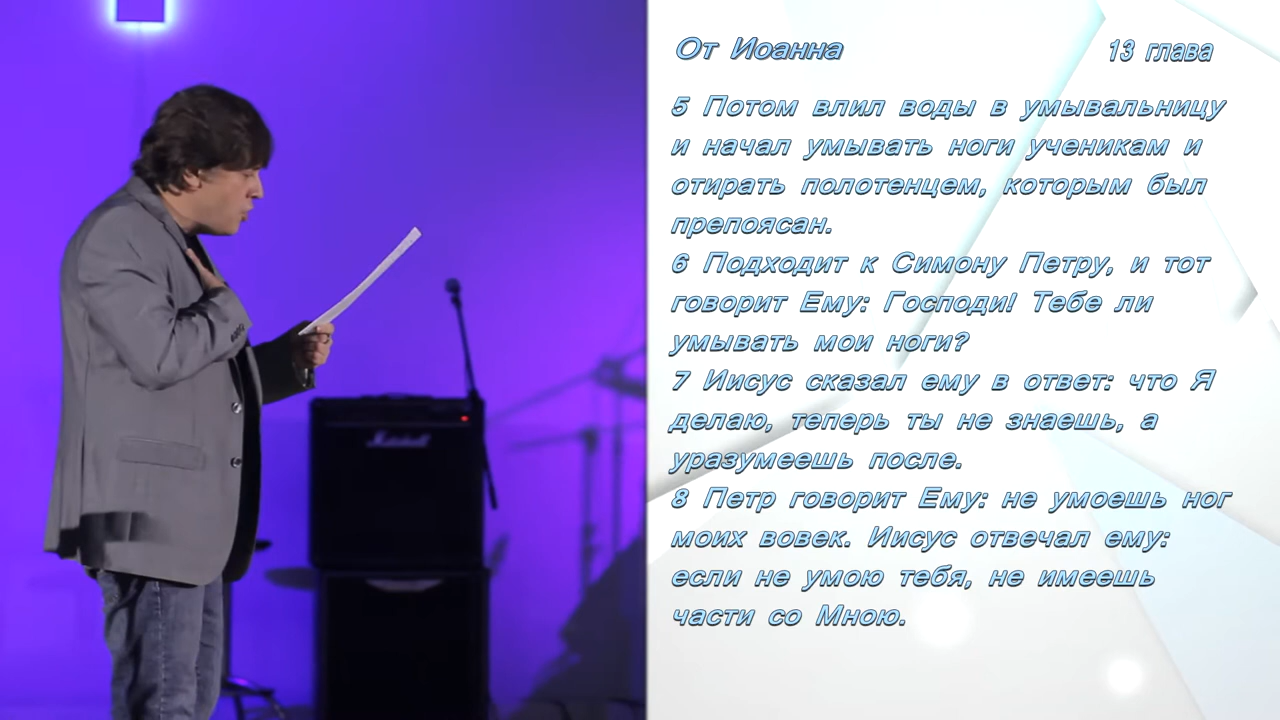 От Иоанна 13 глава
5 Потом влил воды в умывальницу
и начал умывать ноги ученикам и
отирать полотенцем, которым был
препоясан.
6 Подходит к Симону Петру, и тот
говорит Ему: Господи! Тебе ли
умывать мои ноги?
7 Иисус сказал ему в ответ: что Я
делаю, теперь ты не знаешь, а
уразумеешь после.
8 Петр говорит Ему: не умоешь ног
моих вовек. Иисус отвечал ему:
если не умою тебя, не имеешь
части со Мною.
Marshall